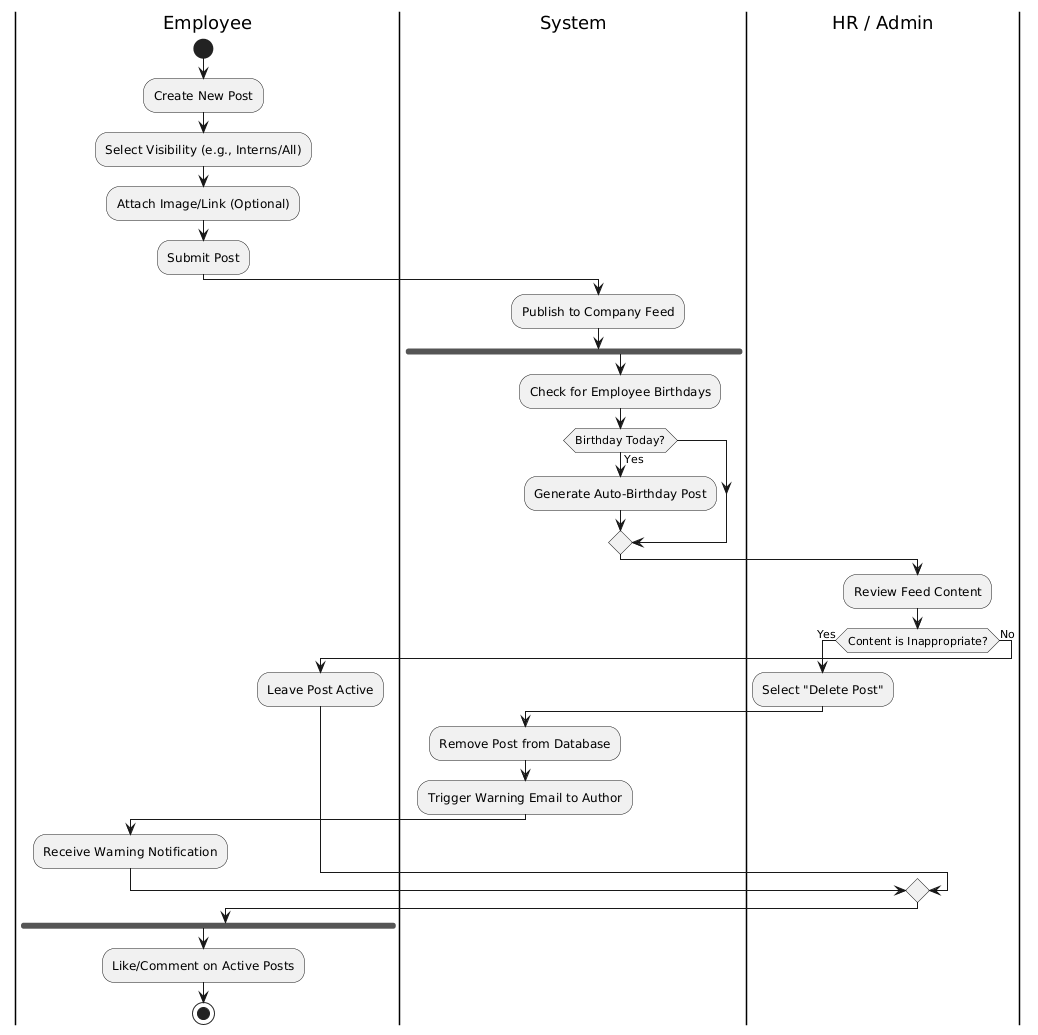 Employee
System
HR / Admin
Create New Post
Select Visibility (e.g., Interns/All)
Attach Image/Link (Optional)
Submit Post
Publish to Company Feed
Check for Employee Birthdays
Birthday Today?
Yes
Generate Auto-Birthday Post
Review Feed Content
Yes
Content is Inappropriate?
No
Leave Post Active
Select "Delete Post"
Remove Post from Database
Trigger Warning Email to Author
Receive Warning Notification
Like/Comment on Active Posts